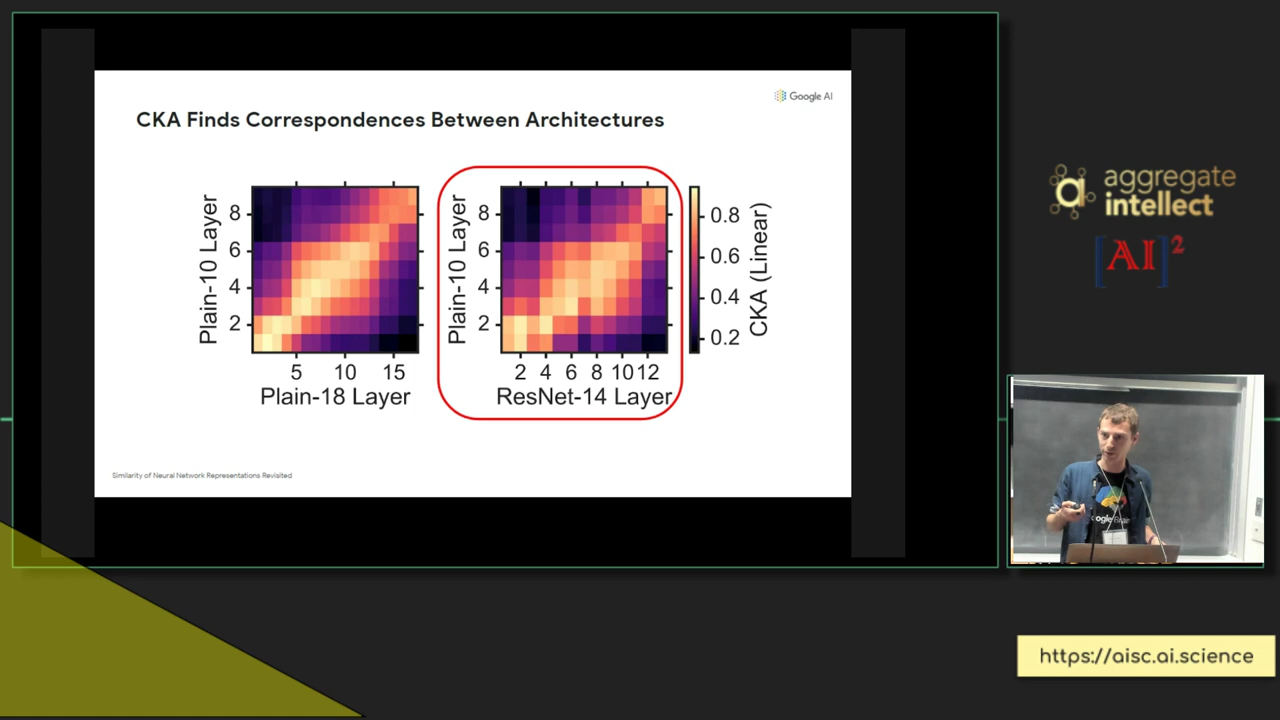 Google AI
CKA Finds Correspondences Between Architectures
Plain-10 Layer
8
6
4
2
5 10 15
Plain-18 Layer
Plain-10 Layer
8
6
4
2
2 4 6 8 10 12
ResNet-14 Layer
0.8
0.6
0.4
0.2
CKA (Linear)
Similarity of Neural Network Representations Revisited
aggregate
intellect
[AI]²
oogle Brain
https://aisc.ai.science